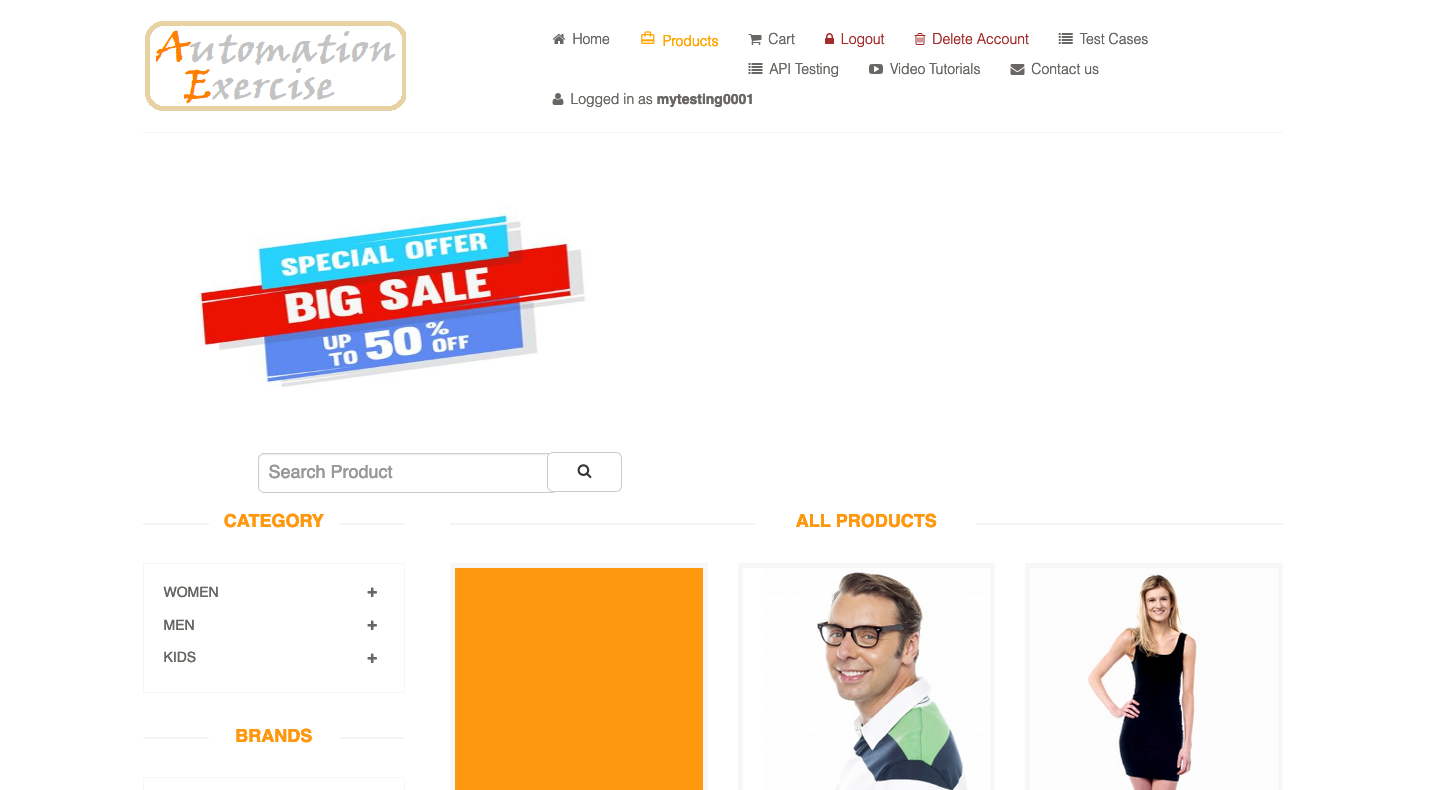 Automation
Exercise
Home Products Cart Logout Delete Account Test Cases
API Testing Video Tutorials Contact us
Logged in as mytesting0001
SPECIAL OFFER
BIG SALE
UP TO 50% OFF
Search Product
CATEGORY
ALL PRODUCTS
WOMEN
MEN
KIDS
BRANDS